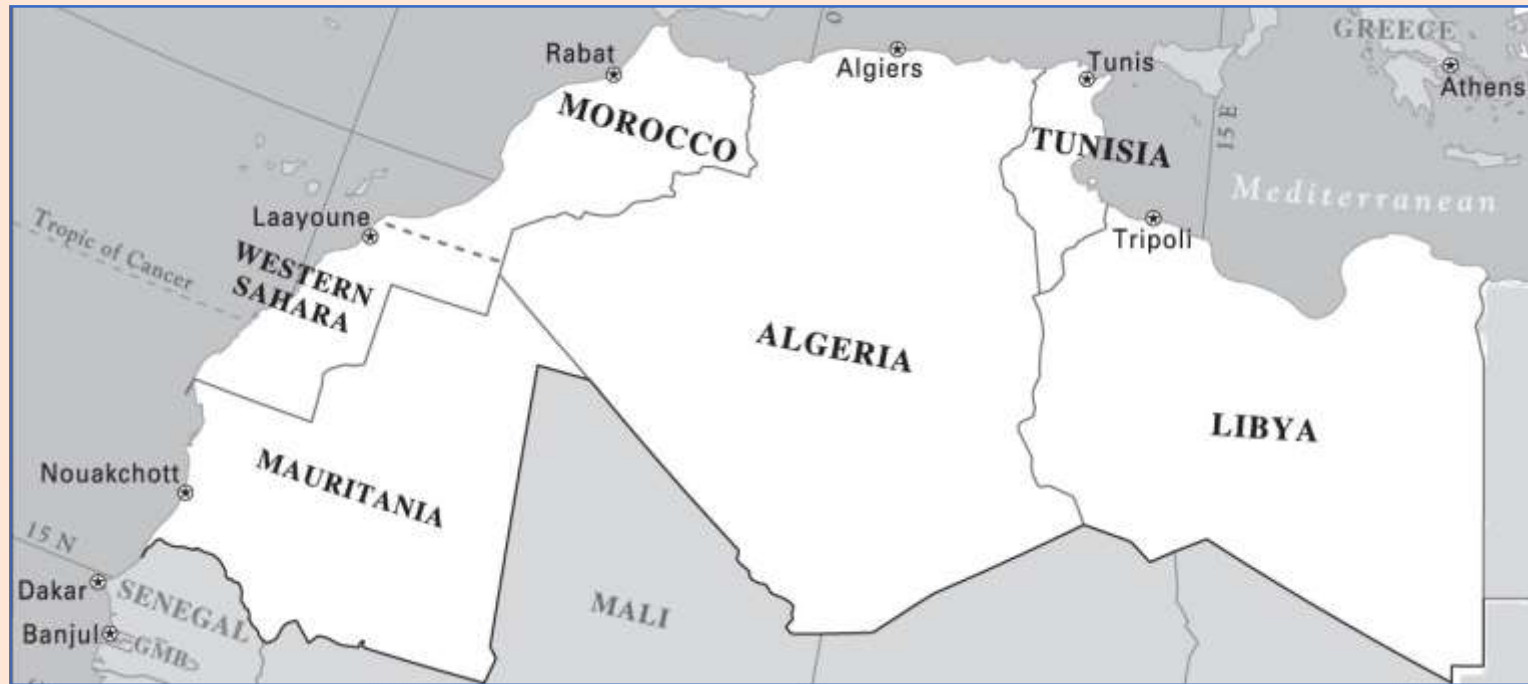 GREECE
Rabat
Algiers
Tunis
Athens
0
MOROCCO
TUNISIA
15 E
Mediterranean
Laayoune
Tropic of Cancer
WESTERN
SAHARA
Tripoli
ALGERIA
LIBYA
MAURITANIA
Nouakchott
15 N
Dakar
SENEGAL
MALI
Banjul
GMB